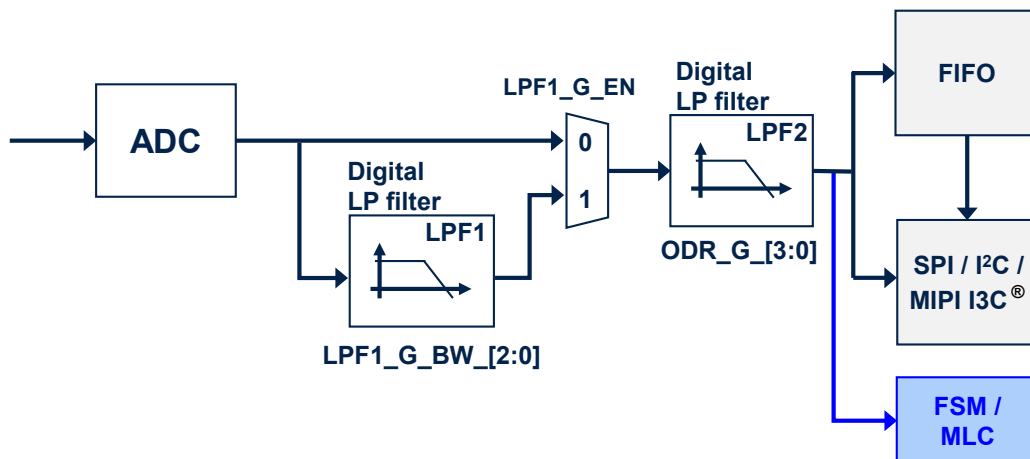 ADC
Digital
LP filter
LPF1
LPF1_G_BW_[2:0]
LPF1_G_EN
0
1
Digital
LP filter
LPF2
ODR_G_[3:0]
FIFO
SPI / I²C /
MIPI I3C®
FSM /
MLC